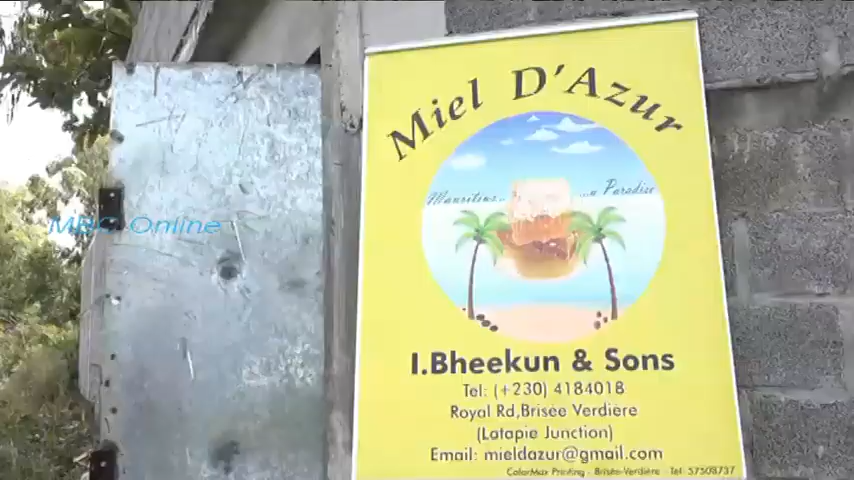 Miel D'Azur
Mauritius... ...a Paradise
MBC Online
I.Bheekun & Sons
Tel: (+230) 4184018
Royal Rd,Brisée Verdière
(Latapie Junction)
Email: mieldazur@gmail.com
ColorMax Printing - Brisée-Verdière - Tel: 57508737